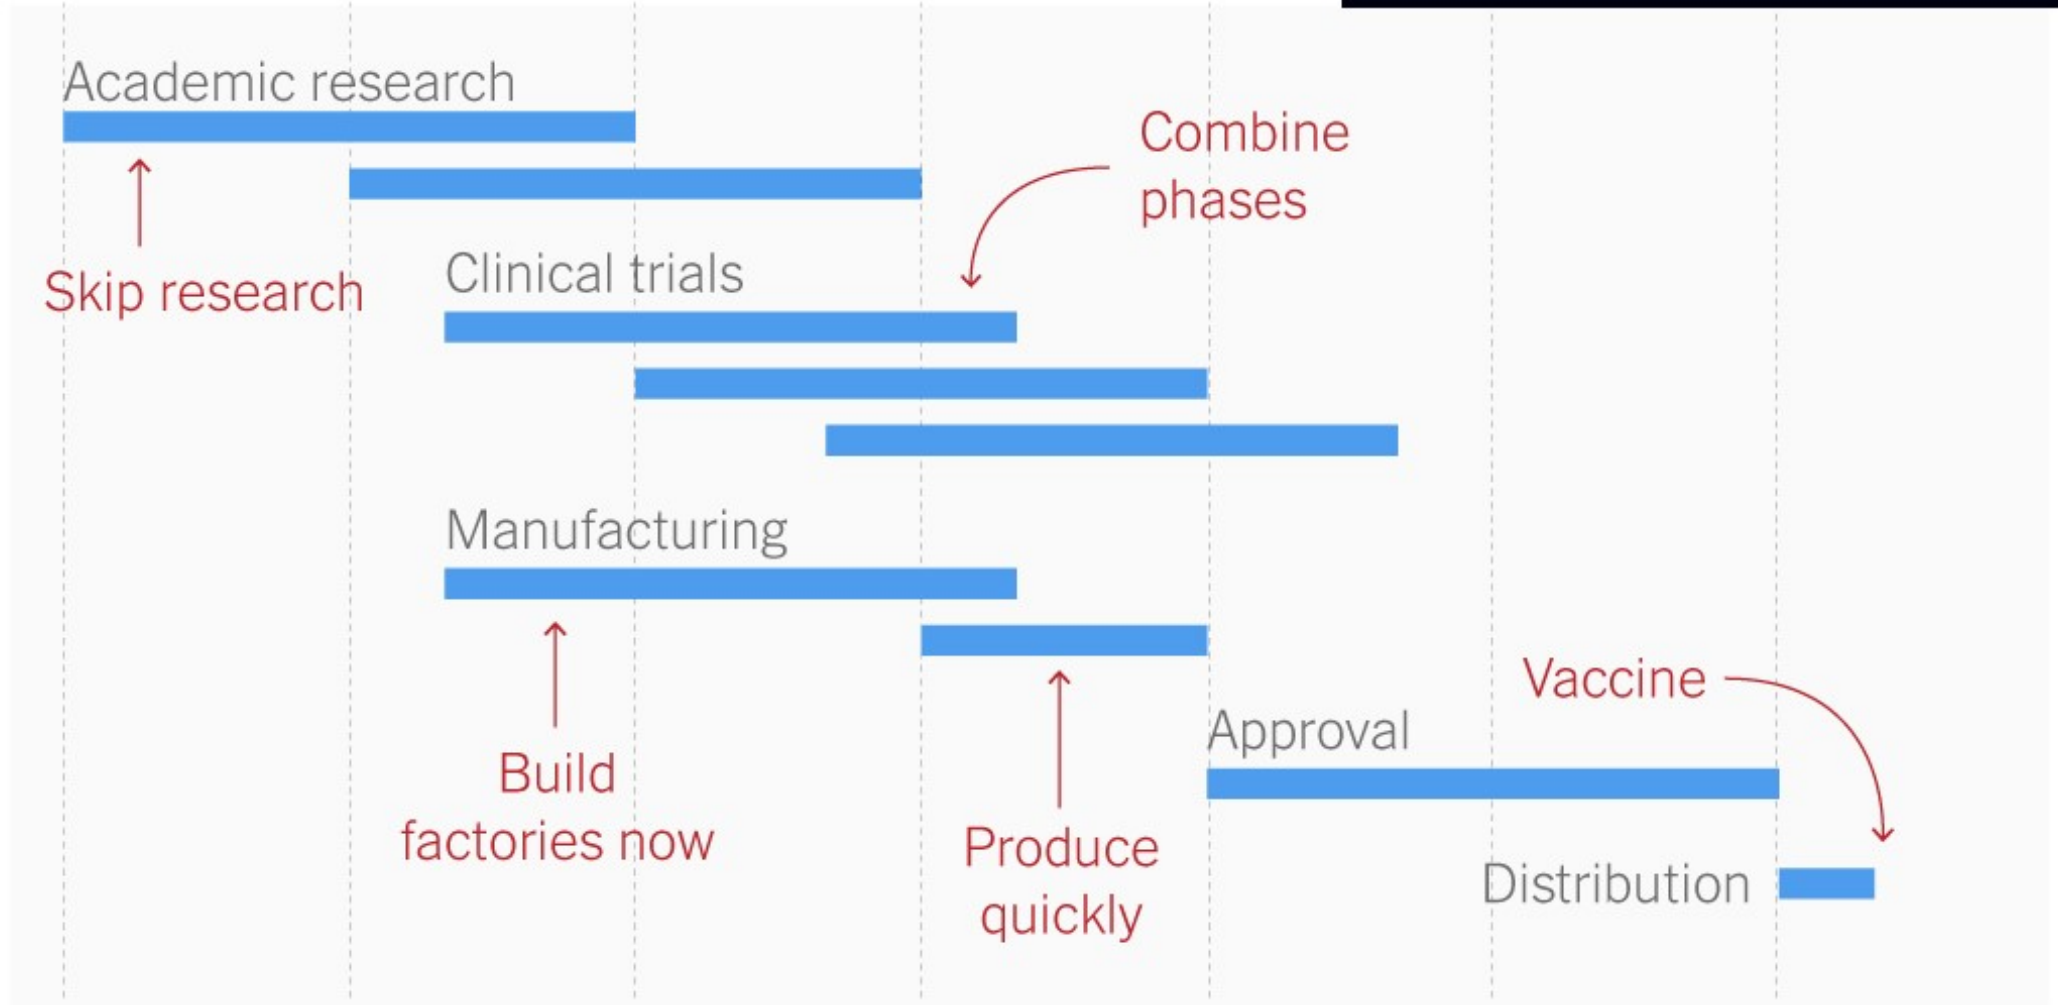 Academic research
Combine
phases
Skip research
Clinical trials
Manufacturing
Build
factories now
Produce
quickly
Vaccine
Approval
Distribution